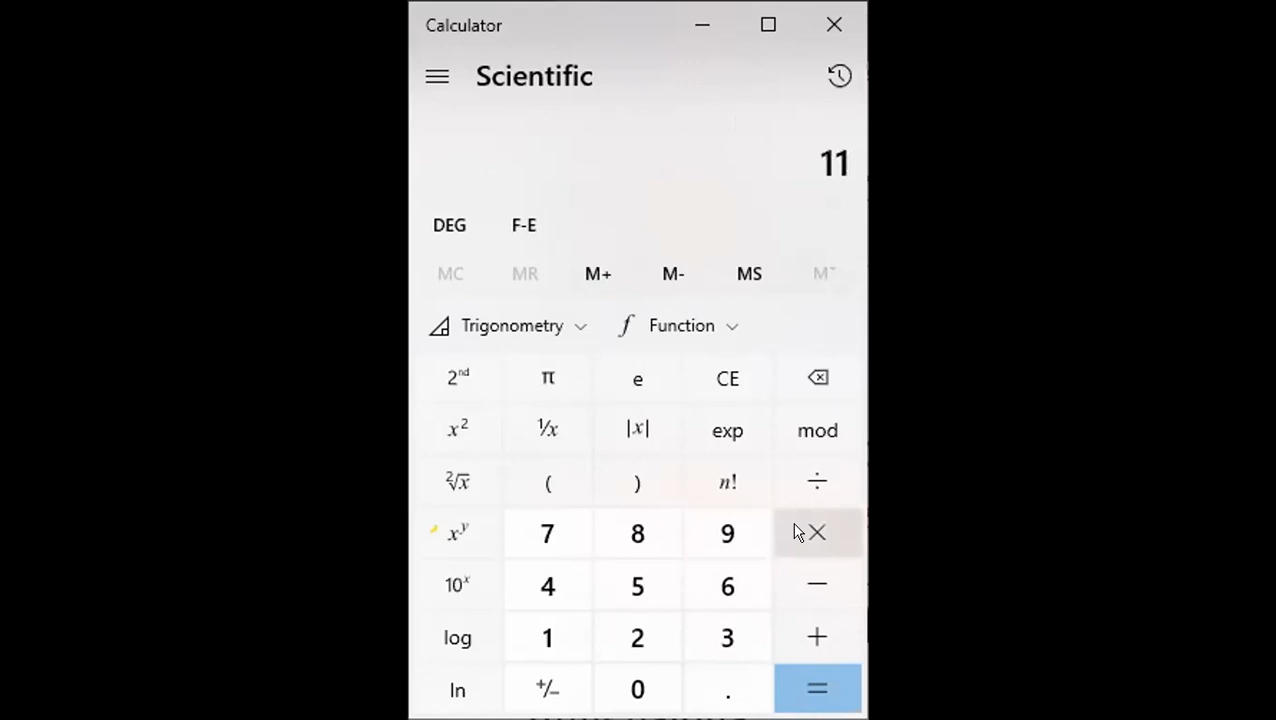 Calculator
Scientific
11
DEG F-E
MC MR M+ M- MS
Trigonometry f Function
2nd π e CE
x2 1/x |x| exp mod
2√x ( ) n! ÷
xy 7 8 9 ×
10x 4 5 6 −
log 1 2 3 +
ln +/− 0 . =